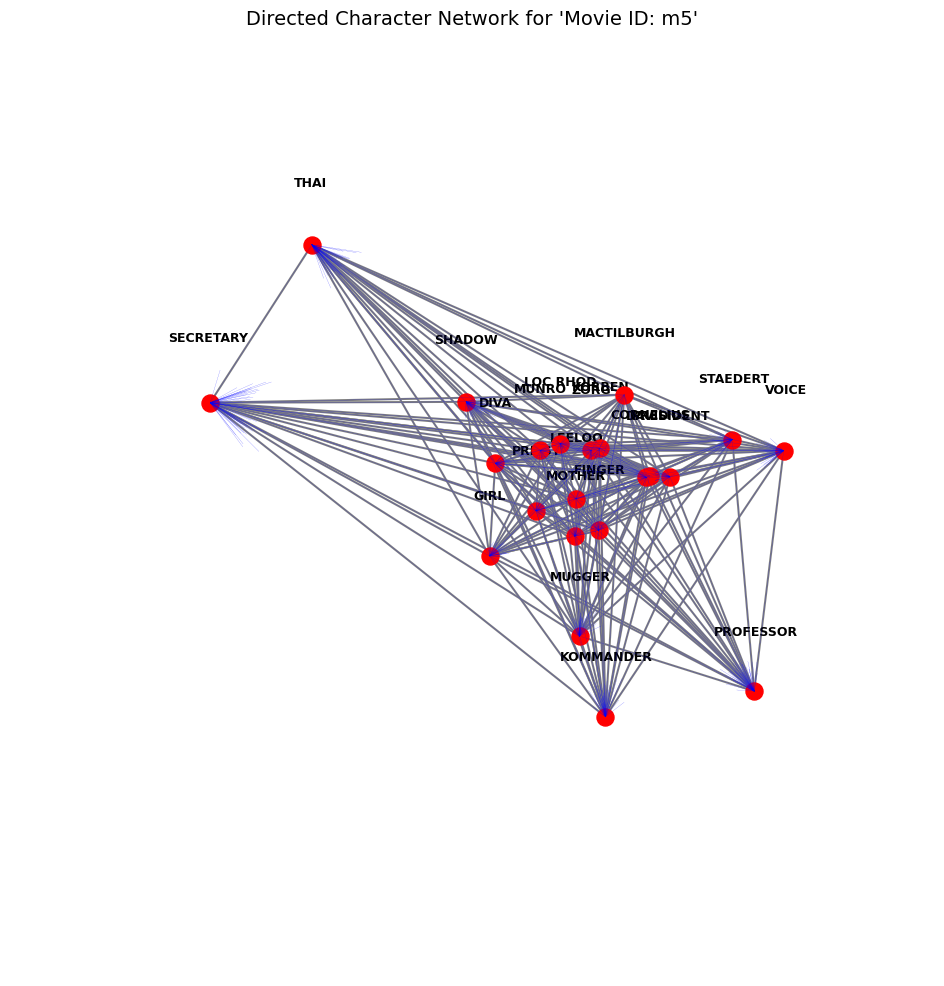 Directed Character Network for 'Movie ID: m5'
THAI
SECRETARY
SHADOW
MACTILBURGH
STAEDERT
VOICE
LOC RHOD
KORBEN
MUNRO
ZORG
DIVA
CORNELIUS
PRESIDENT
LEELOO
PRIEST
FINGER
MOTHER
GIRL
MUGGER
PROFESSOR
KOMMANDER